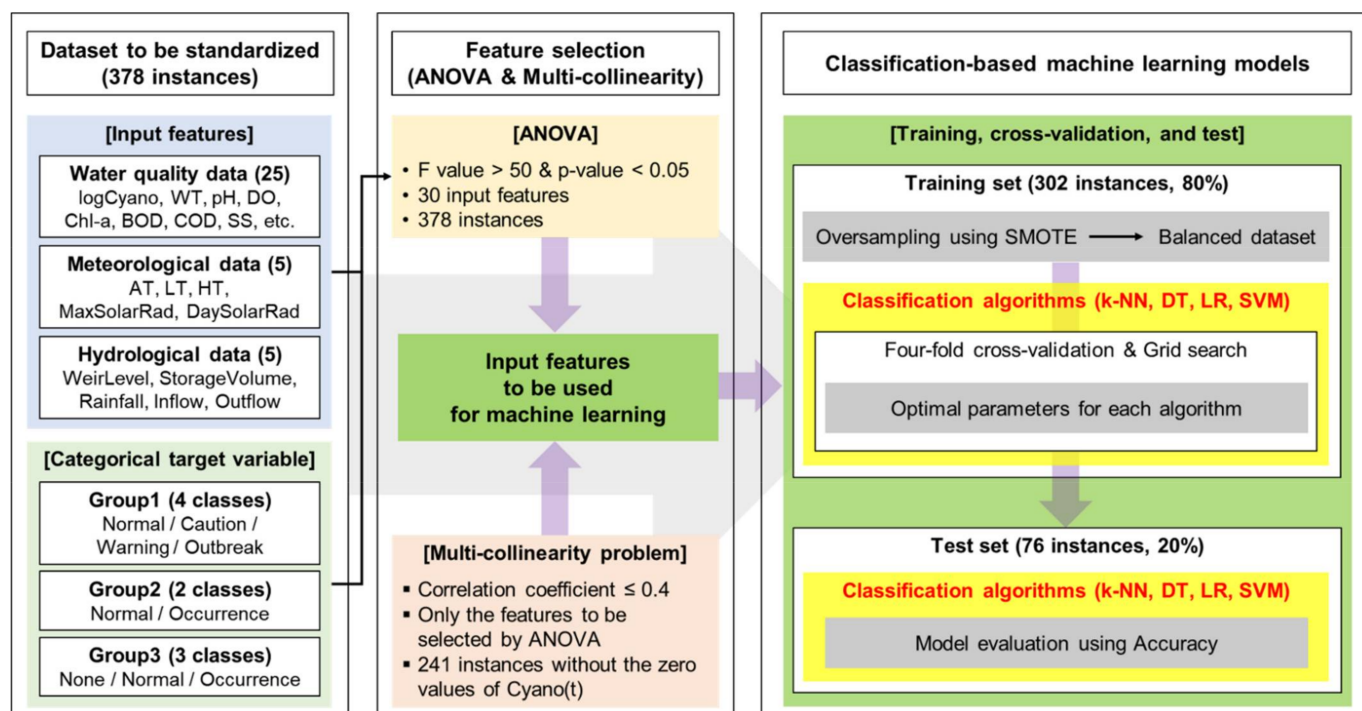 Dataset to be standardized
(378 instances)
[Input features]
Water quality data (25)
logCyano, WT, pH, DO,
Chl-a, BOD, COD, SS, etc.
Meteorological data (5)
AT, LT, HT,
MaxSolarRad, DaySolarRad
Hydrological data (5)
WeirLevel, StorageVolume,
Rainfall, Inflow, Outflow
[Categorical target variable]
Group1 (4 classes)
Normal / Caution /
Warning / Outbreak
Group2 (2 classes)
Normal / Occurrence
Group3 (3 classes)
None / Normal / Occurrence
Feature selection
(ANOVA & Multi-collinearity)
[ANOVA]
• F value > 50 & p-value < 0.05
• 30 input features
• 378 instances
Input features
to be used
for machine learning
[Multi-collinearity problem]
▪ Correlation coefficient ≤ 0.4
▪ Only the features to be
selected by ANOVA
▪ 241 instances without the zero
values of Cyano(t)
Classification-based machine learning models
[Training, cross-validation, and test]
Training set (302 instances, 80%)
Oversampling using SMOTE → Balanced dataset
Classification algorithms (k-NN, DT, LR, SVM)
Four-fold cross-validation & Grid search
Optimal parameters for each algorithm
Test set (76 instances, 20%)
Classification algorithms (k-NN, DT, LR, SVM)
Model evaluation using Accuracy